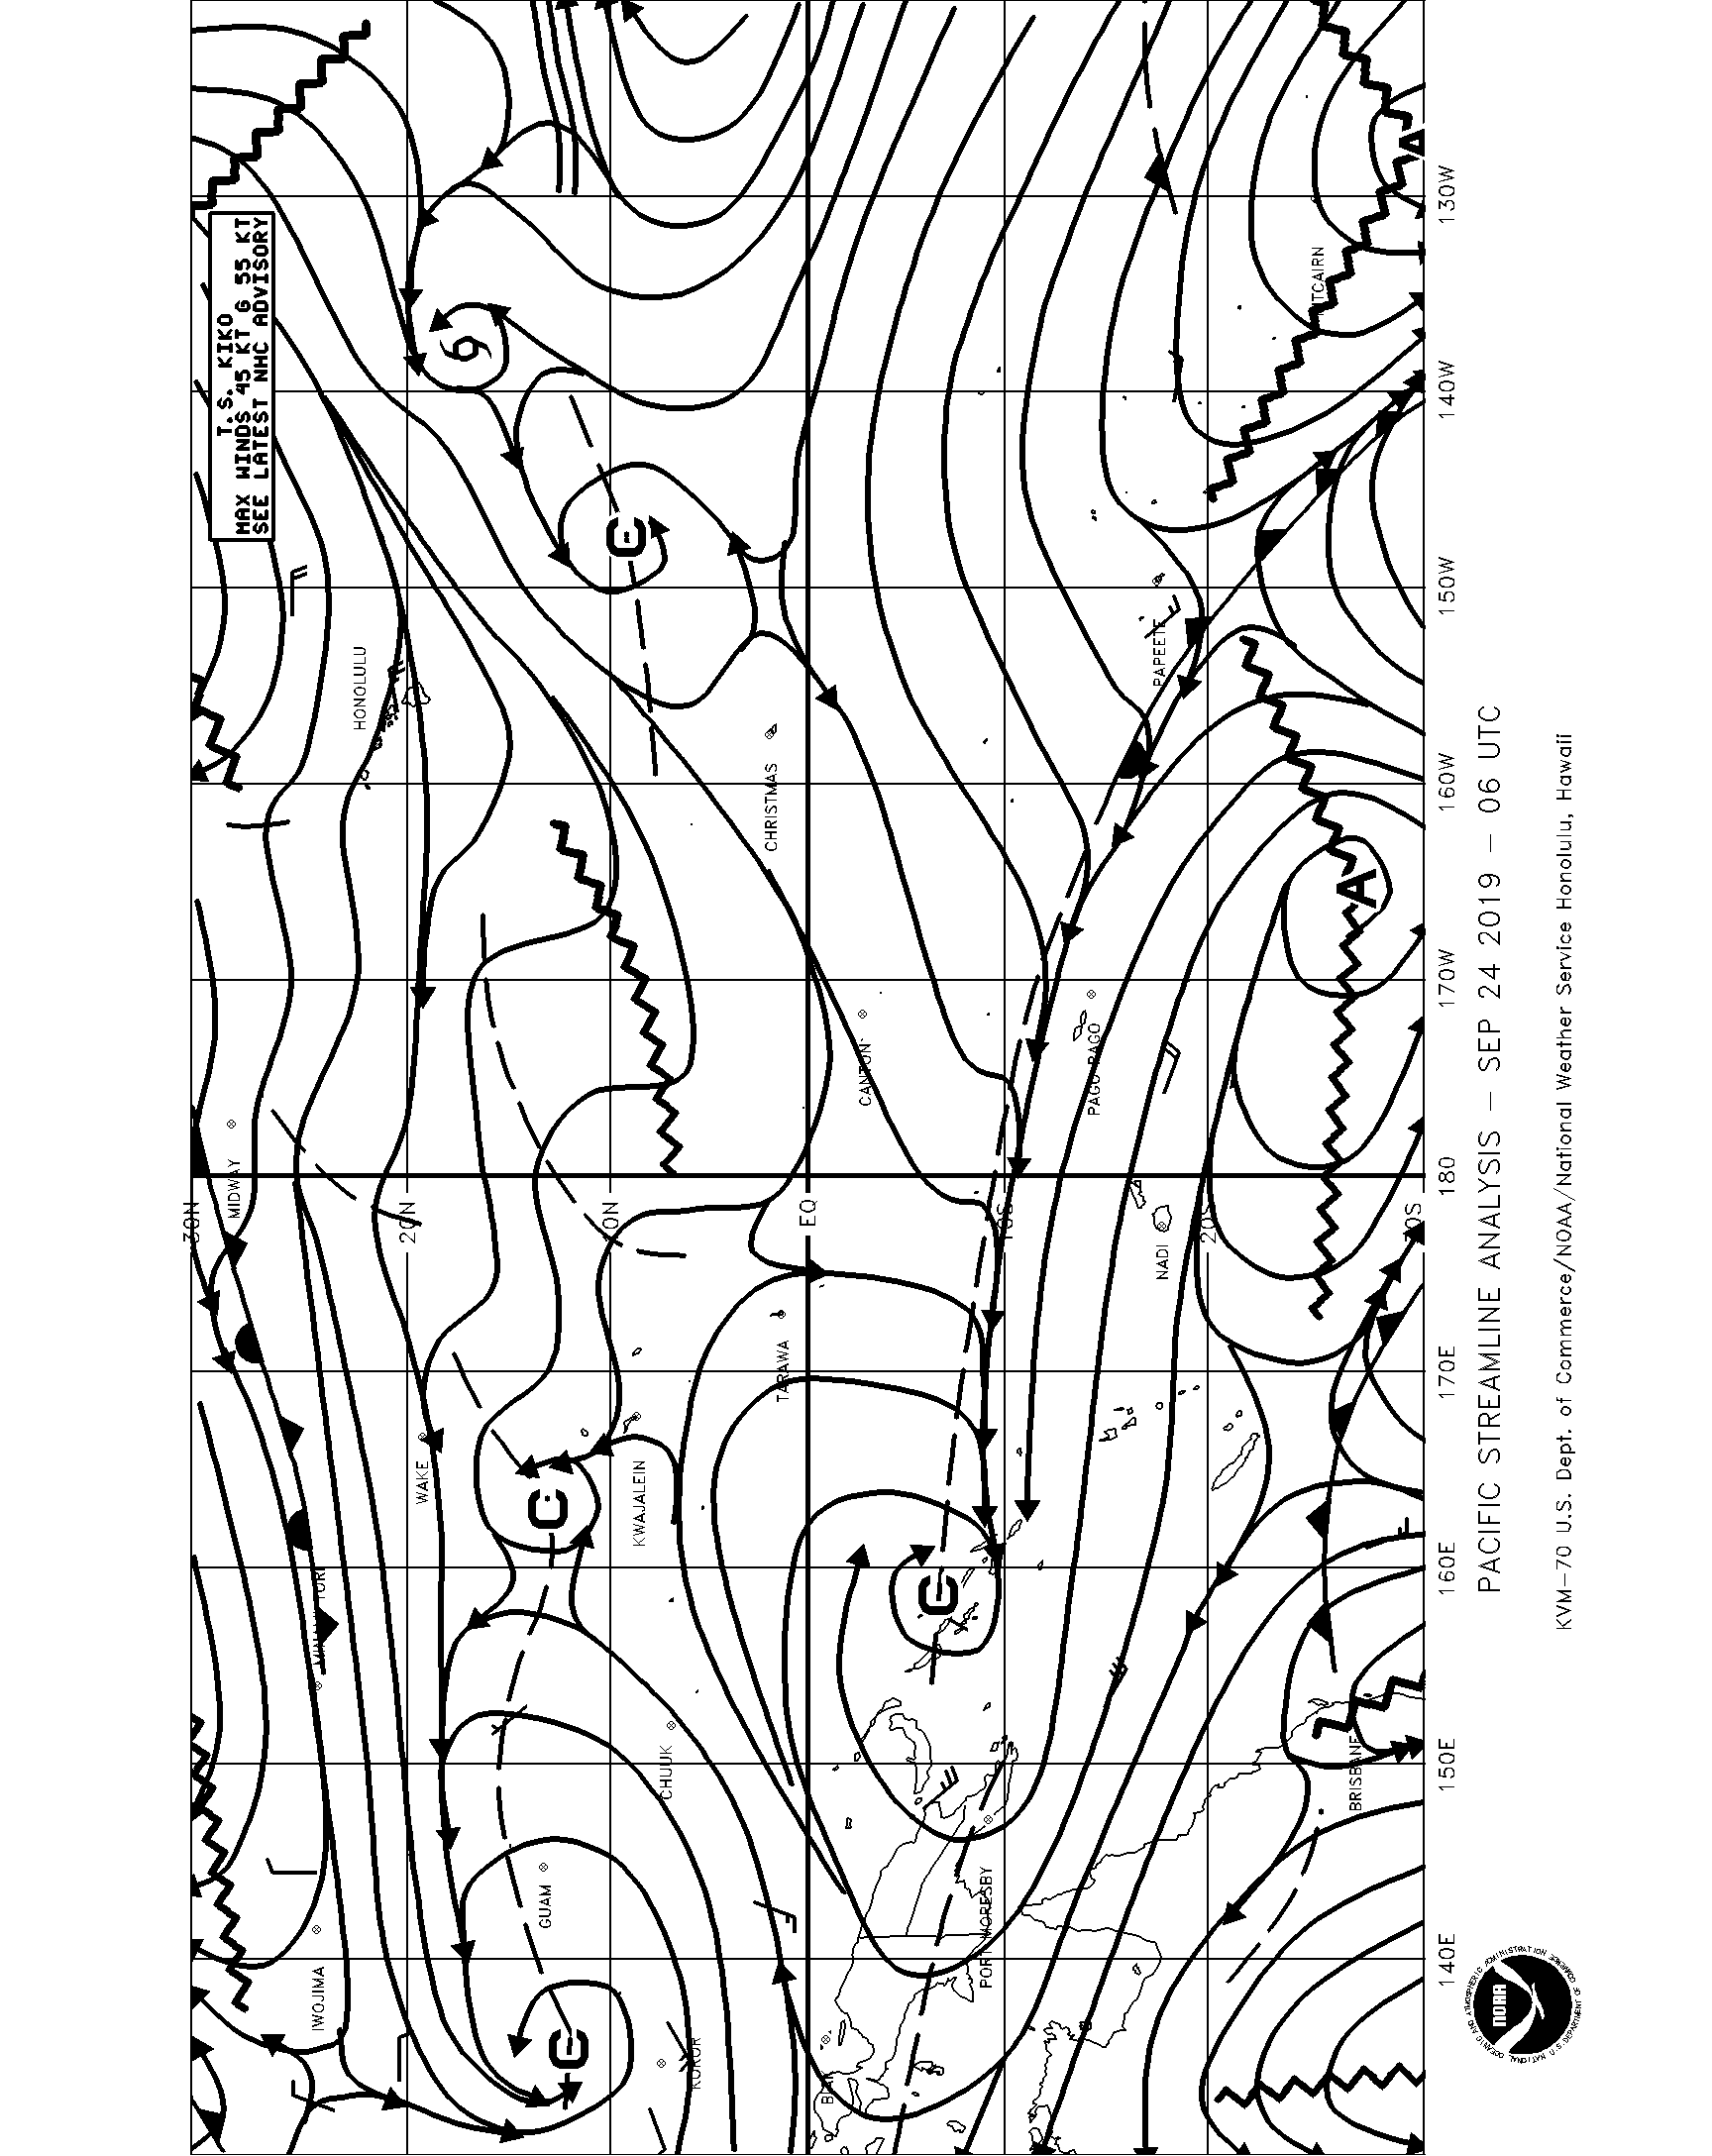 T. S. KIKO
MAX WINDS 45 KT G 55 KT
SEE LATEST NHC ADVISORY
HONOLULU
MIDWAY
WAKE
IWOJIMA
GUAM
KWAJALEIN
CHUUK
KOROR
CHRISTMAS
TARAWA
CANTON
PORT MORESBY
PAGO PAGO
PAPEETE
NADI
BRISBANE
30N
20N
10N
EQ
10S
20S
30S
140E
150E
160E
170E
180
170W
160W
150W
140W
130W
C
C
C
C
A
A
PACIFIC STREAMLINE ANALYSIS – SEP 24 2019 – 06 UTC
KVM–70 U.S. Dept. of Commerce/NOAA/National Weather Service Honolulu, Hawaii
NOAA
NATIONAL OCEANIC AND ATMOSPHERIC ADMINISTRATION
U.S. DEPARTMENT OF COMMERCE